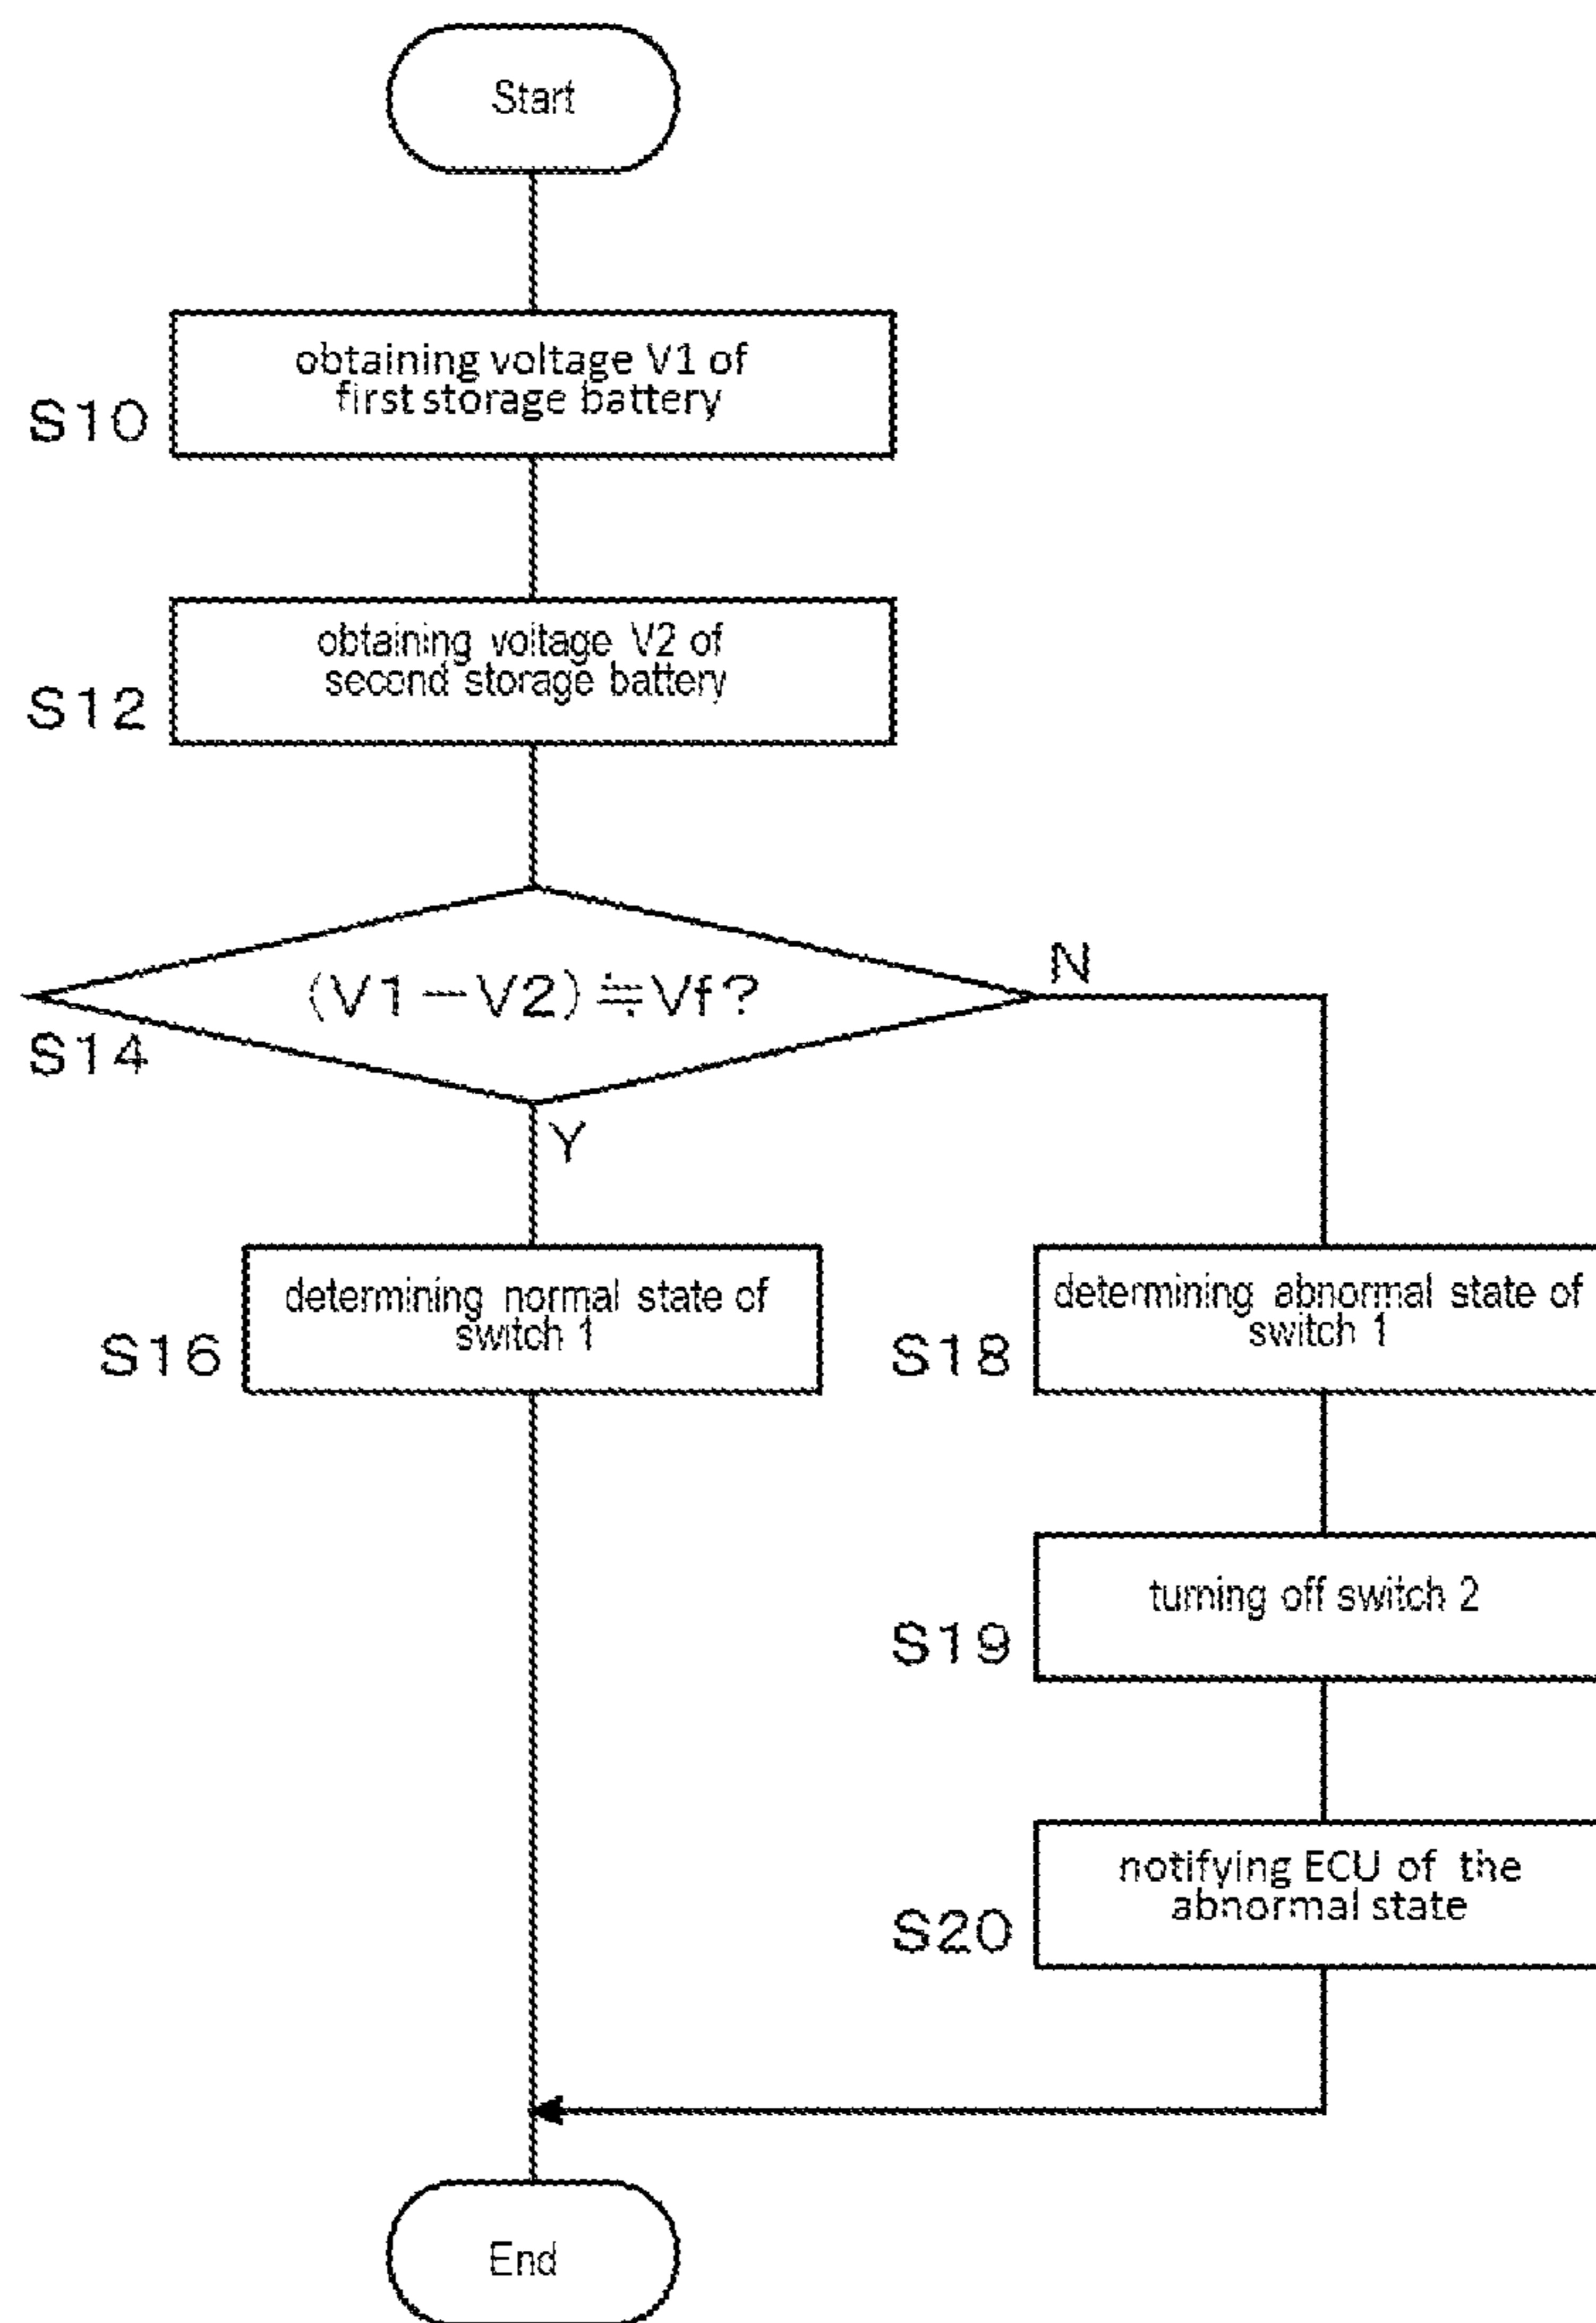 Start
obtaining voltage V1 of
first storage battery
S10
obtaining voltage V2 of
second storage battery
S12
(V1−V2)≒Vf?
N
S14
Y
determining normal state of
switch 1
S16
determining abnormal state of
switch 1
S18
turning off switch 2
S19
notifying ECU of the
abnormal state
S20
End